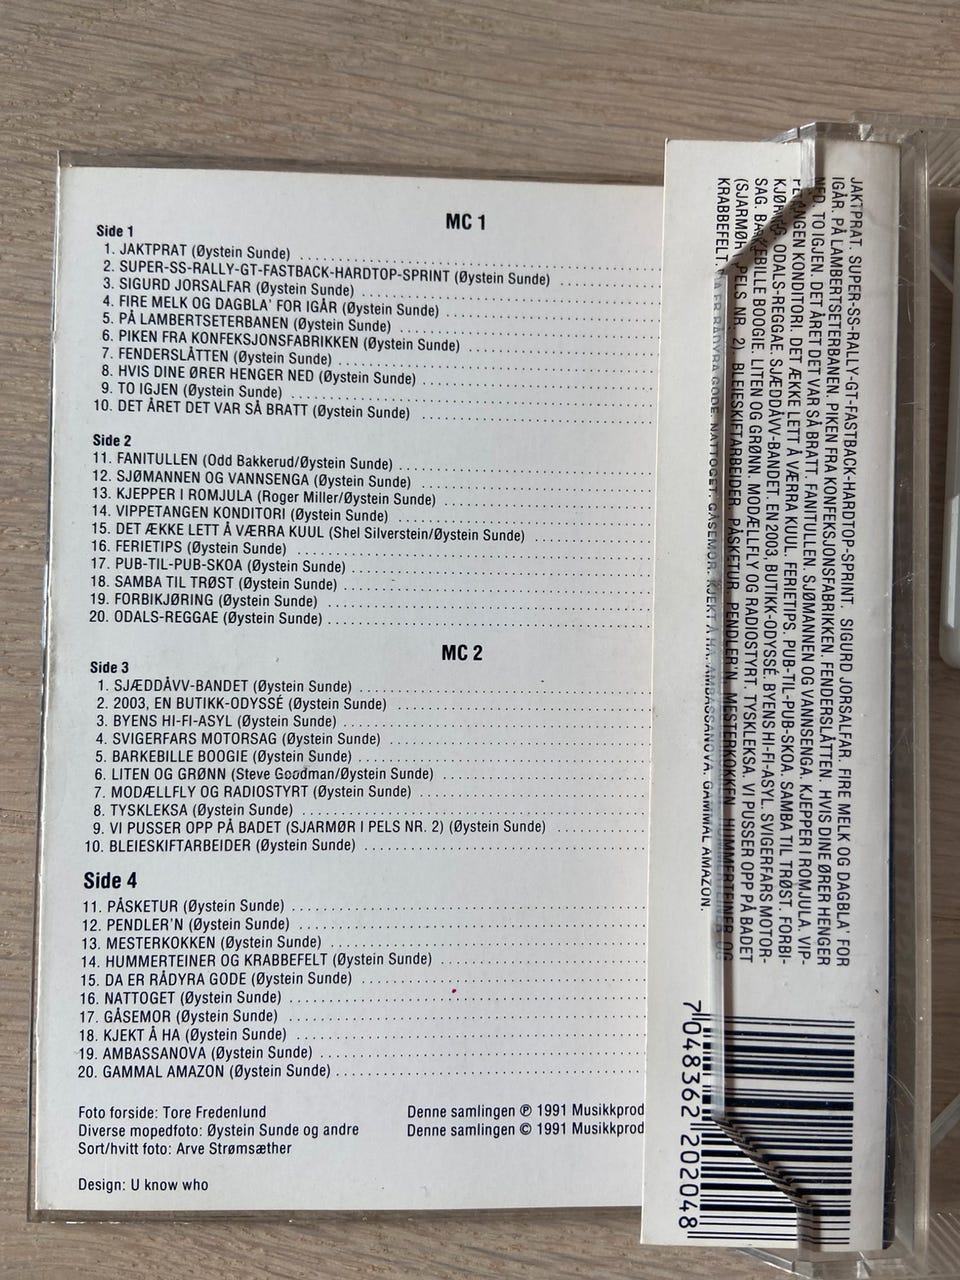 MC 1
Side 1
1. JAKTPRAT (Øystein Sunde)
2. SUPER-SS-RALLY-GT-FASTBACK-HARDTOP-SPRINT (Øystein Sunde)
3. SIGURD JORSALFAR (Øystein Sunde)
4. FIRE MELK OG DAGBLA' FOR IGÅR (Øystein Sunde)
5. PÅ LAMBERTSETERBANEN (Øystein Sunde)
6. PIKEN FRA KONFEKSJONSFABRIKKEN (Øystein Sunde)
7. FENDERSLÅTTEN (Øystein Sunde)
8. HVIS DINE ØRER HENGER NED (Øystein Sunde)
9. TO IGJEN (Øystein Sunde)
10. DET ÅRET DET VAR SÅ BRATT (Øystein Sunde)
Side 2
11. FANITULLEN (Odd Bakkerud/Øystein Sunde)
12. SJØMANNEN OG VANNSENGA (Øystein Sunde)
13. KJEPPER I ROMJULA (Roger Miller/Øystein Sunde)
14. VIPPETANGEN KONDITORI (Øystein Sunde)
15. DET ÆKKE LETT Å VÆRRA KUUL (Shel Silverstein/Øystein Sunde)
16. FERIETIPS (Øystein Sunde)
17. PUB-TIL-PUB-SKOA (Øystein Sunde)
18. SAMBA TIL TRØST (Øystein Sunde)
19. FORBIKJØRING (Øystein Sunde)
20. ODALS-REGGAE (Øystein Sunde)
MC 2
Side 3
1. SJÆDDÅVV-BANDET (Øystein Sunde)
2. 2003, EN BUTIKK-ODYSSÉ (Øystein Sunde)
3. BYENS HI-FI-ASYL (Øystein Sunde)
4. SVIGERFARS MOTORSAG (Øystein Sunde)
5. BARKEBILLE BOOGIE (Øystein Sunde)
6. LITEN OG GRØNN (Steve Goodman/Øystein Sunde)
7. MODÆLLFLY OG RADIOSTYRT (Øystein Sunde)
8. TYSKLEKSA (Øystein Sunde)
9. VI PUSSER OPP PÅ BADET (SJARMØR I PELS NR. 2) (Øystein Sunde)
10. BLEIESKIFTARBEIDER (Øystein Sunde)
Side 4
11. PÅSKETUR (Øystein Sunde)
12. PENDLER'N (Øystein Sunde)
13. MESTERKOKKEN (Øystein Sunde)
14. HUMMERTEINER OG KRABBEFELT (Øystein Sunde)
15. DA ER RÅDYRA GODE (Øystein Sunde)
16. NATTOGET (Øystein Sunde)
17. GÅSEMOR (Øystein Sunde)
18. KJEKT Å HA (Øystein Sunde)
19. AMBASSANOVA (Øystein Sunde)
20. GAMMAL AMAZON (Øystein Sunde)
Foto forside: Tore Fredenlund
Diverse mopedfoto: Øystein Sunde og andre
Sort/hvitt foto: Arve Strømsæther
Design: U know who
Denne samlingen ℗ 1991 Musikkprod
Denne samlingen © 1991 Musikkprod
JAKTPRAT. SUPER-SS-RALLY-GT-FASTBACK-HARDTOP-SPRINT. SIGURD JORSALFAR. FIRE MELK OG DAGBLA' FOR
IGÅR. PÅ LAMBERTSETERBANEN. PIKEN FRA KONFEKSJONSFABRIKKEN. FENDERSLÅTTEN. HVIS DINE ØRER HENGER
NED. TO IGJEN. DET ÅRET DET VAR SÅ BRATT. FANITULLEN. SJØMANNEN OG VANNSENGA. KJEPPER I ROMJULA. VIP-
PETANGEN KONDITORI. DET ÆKKE LETT Å VÆRRA KUUL. FERIETIPS. PUB-TIL-PUB-SKOA. SAMBA TIL TRØST. FORBI-
KJØRING. ODALS-REGGAE. SJÆDDÅVV-BANDET. EN 2003, BUTIKK-ODYSSÉ. BYENS HI-FI-ASYL. SVIGERFARS MOTOR-
SAG. BARKEBILLE BOOGIE. LITEN OG GRØNN. MODÆLLFLY OG RADIOSTYRT. TYSKLEKSA. VI PUSSER OPP PÅ BADET
(SJARMØR I PELS NR. 2). BLEIESKIFTARBEIDER. PÅSKETUR. PENDLER'N. MESTERKOKKEN. HUMMERTEINER OG
KRABBEFELT. DA ER RÅDYRA GODE. NATTOGET. GÅSEMOR. KJEKT Å HA. AMBASSANOVA. GAMMAL AMAZON.
7 048362 202048